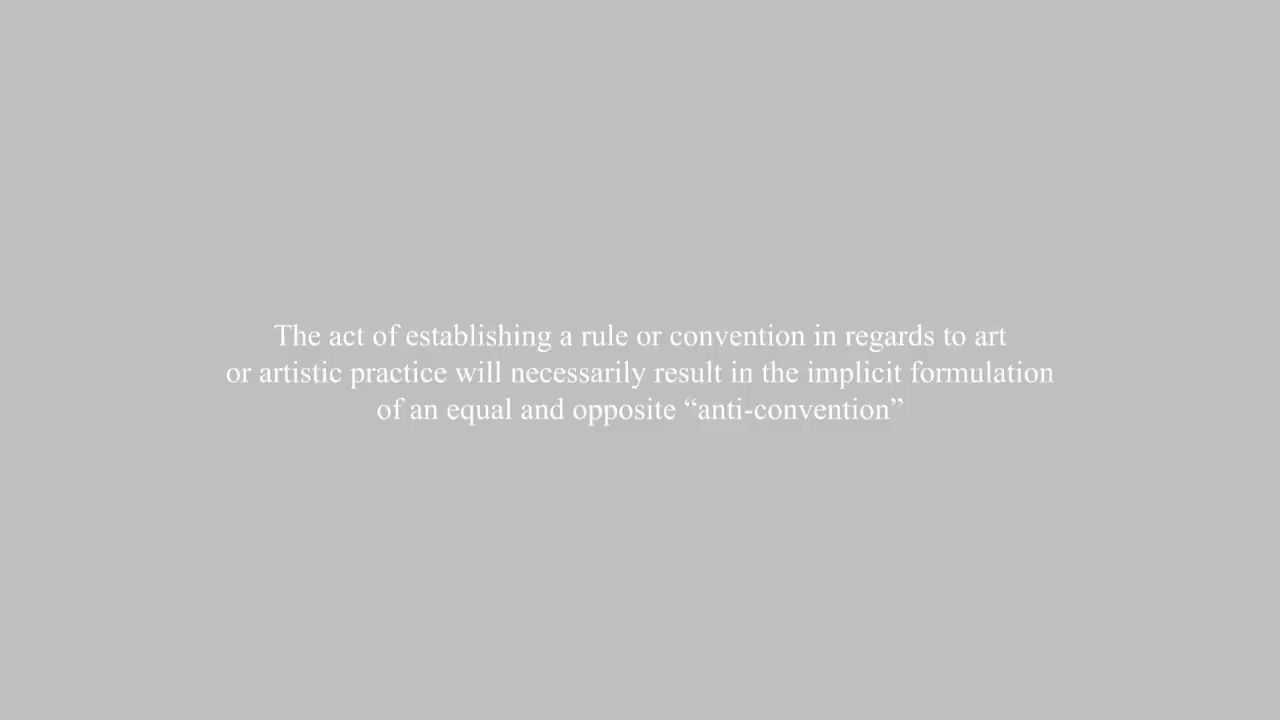 The act of establishing a rule or convention in regards to art
or artistic practice will necessarily result in the implicit formulation
of an equal and opposite “anti-convention”